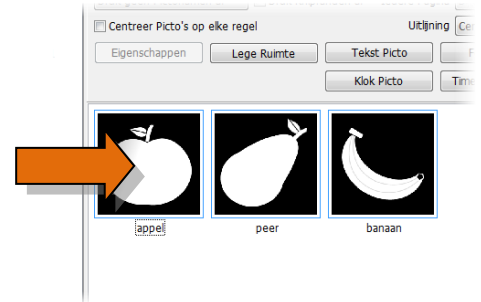 Centreer Picto's op elke regel
Uitlijning
Eigenschappen
Lege Ruimte
Tekst Picto
Klok Picto
appel
peer
banaan